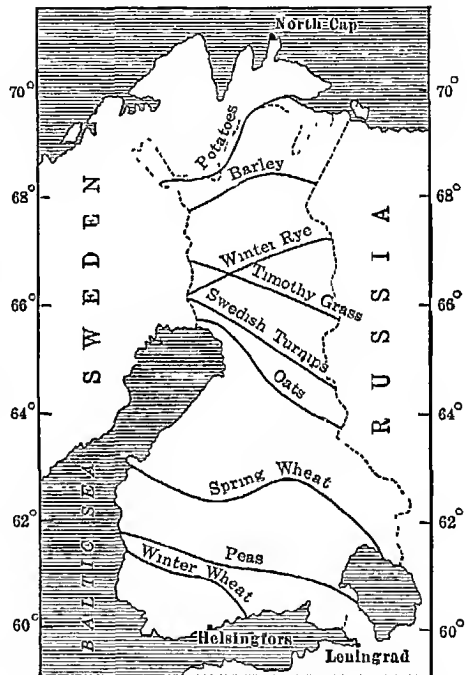 North Cap
70°
70°
Potatoes
Barley
68°
68°
SWEDEN
RUSSIA
Winter Rye
Timothy Grass
66°
66°
Swedish Turnips
Oats
64°
64°
Spring Wheat
62°
62°
BALTIC SEA
Peas
Winter Wheat
60°
60°
Helsingfors
Leningrad